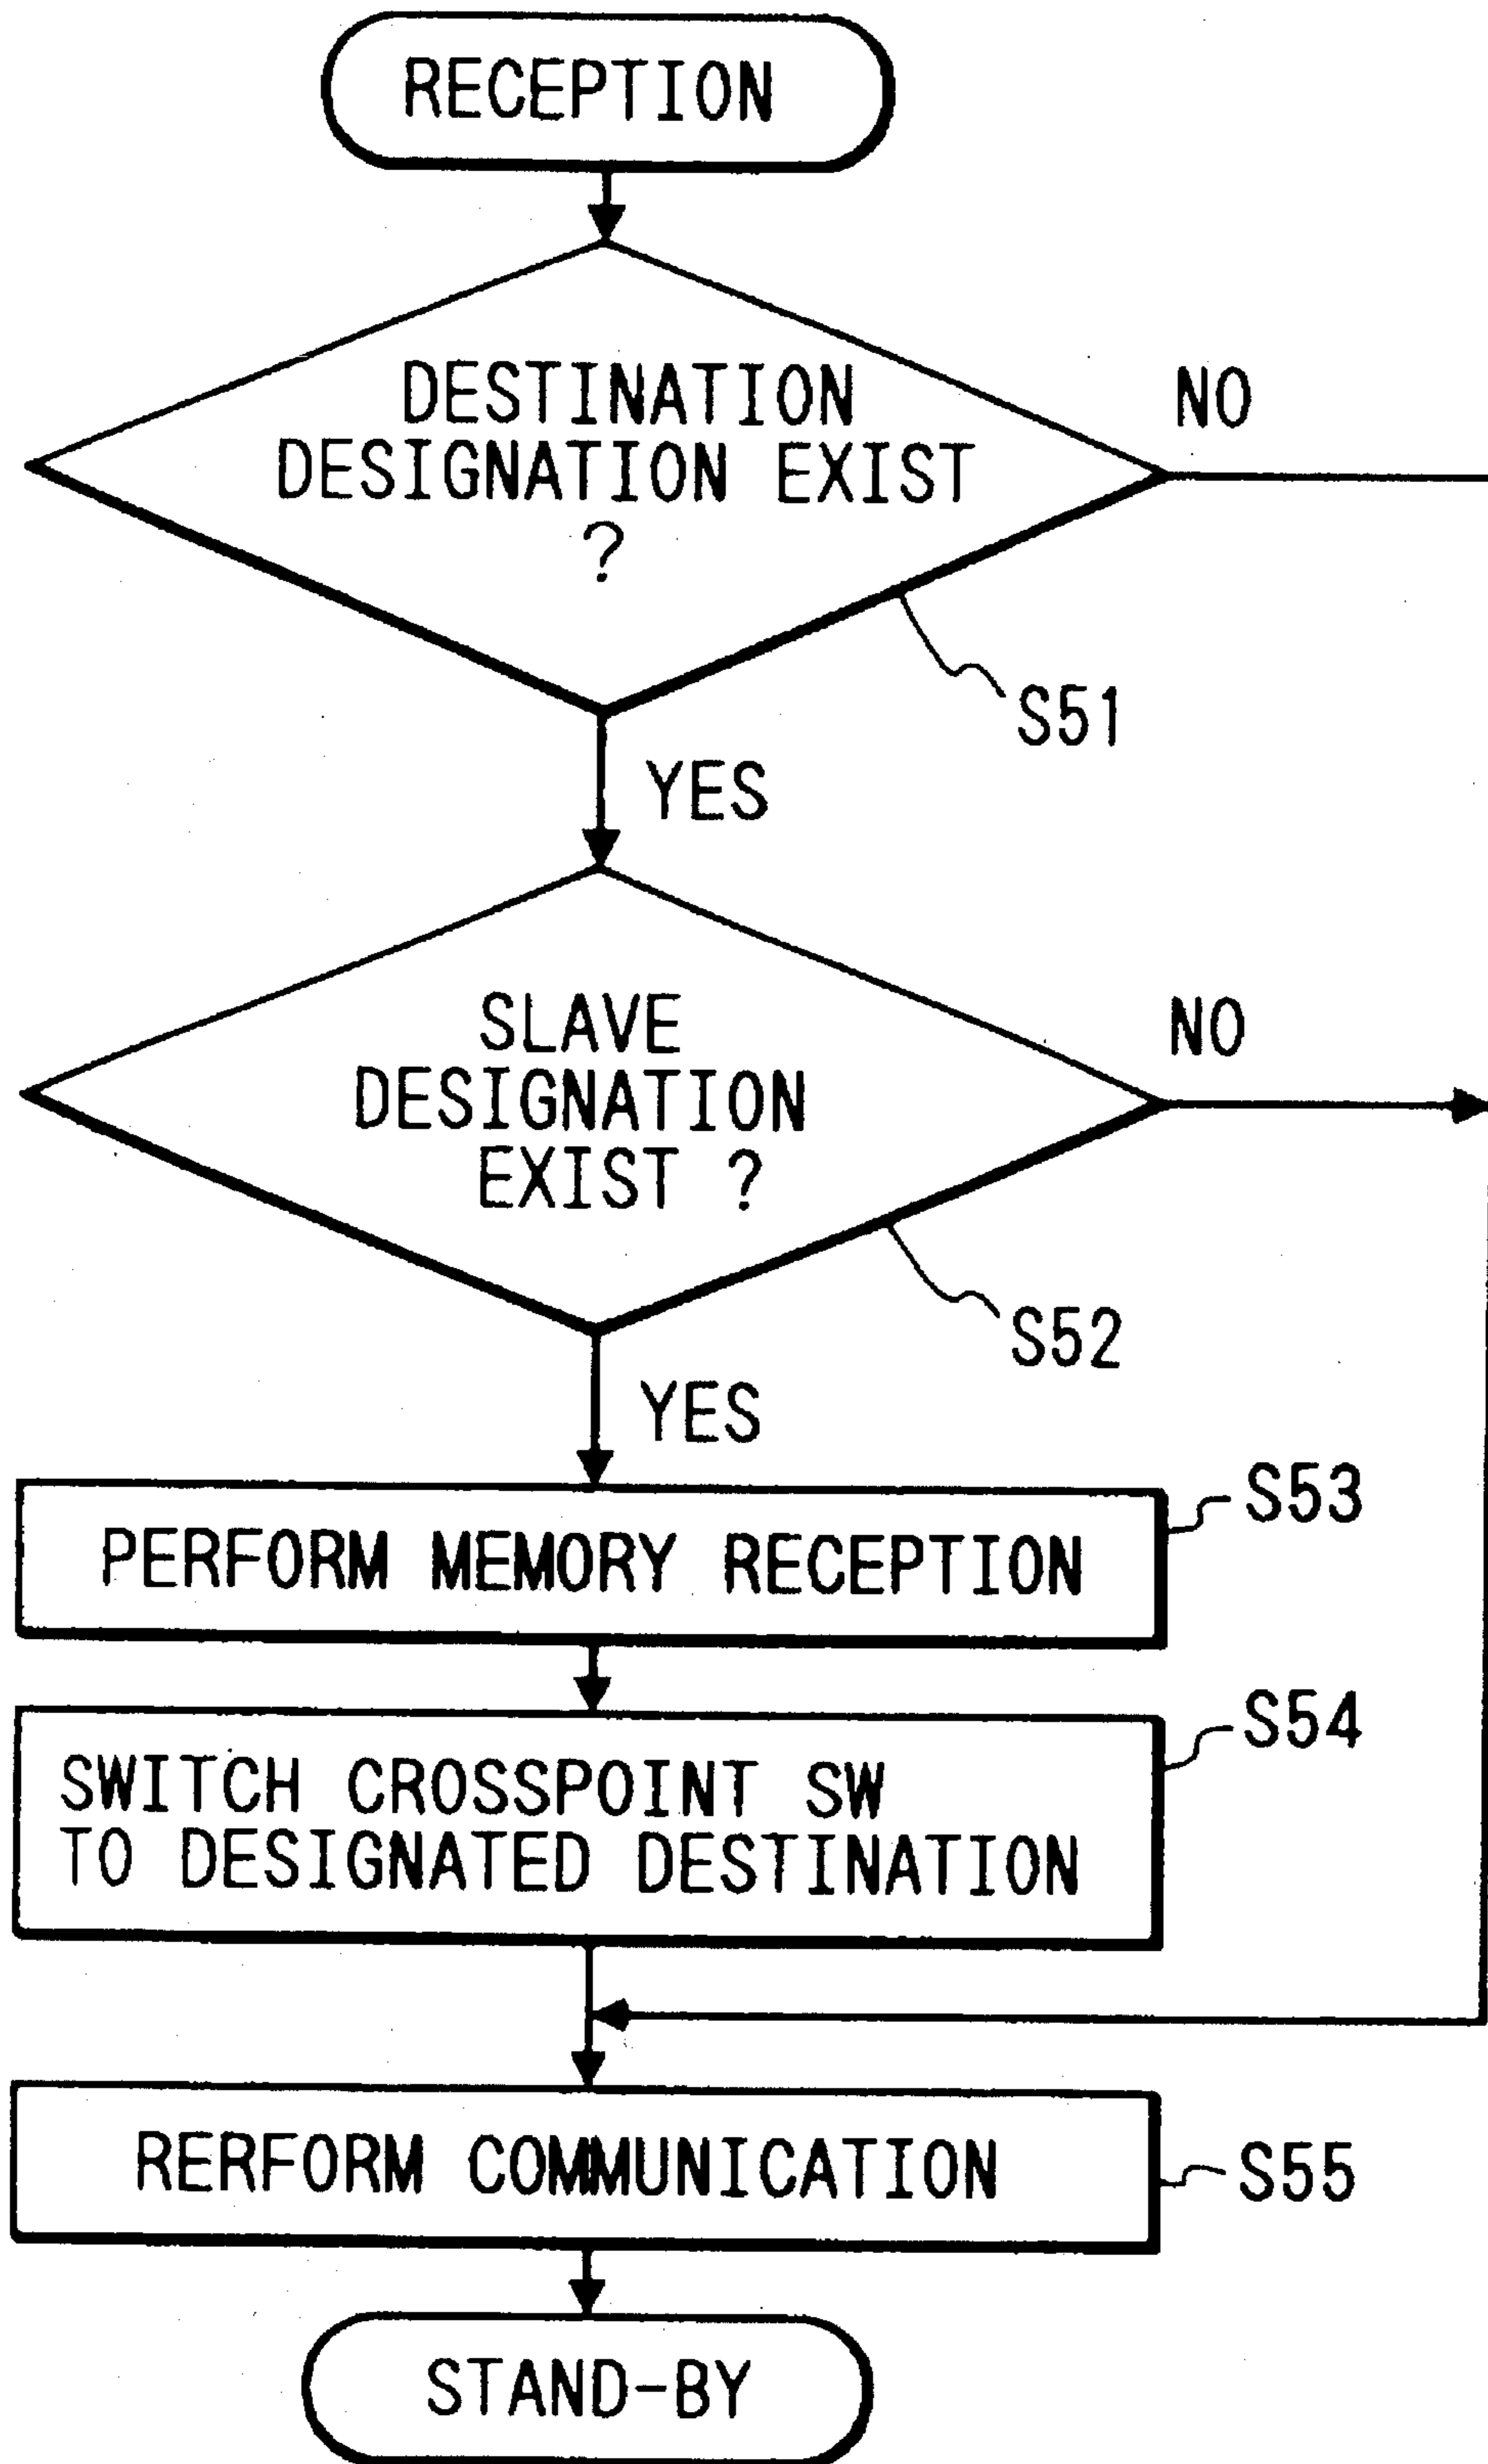 RECEPTION
DESTINATION
DESIGNATION EXIST
?
NO
S51
YES
SLAVE
DESIGNATION
EXIST ?
NO
S52
YES
PERFORM MEMORY RECEPTION
S53
SWITCH CROSSPOINT SW
TO DESIGNATED DESTINATION
S54
RERFORM COMMUNICATION
S55
STAND-BY